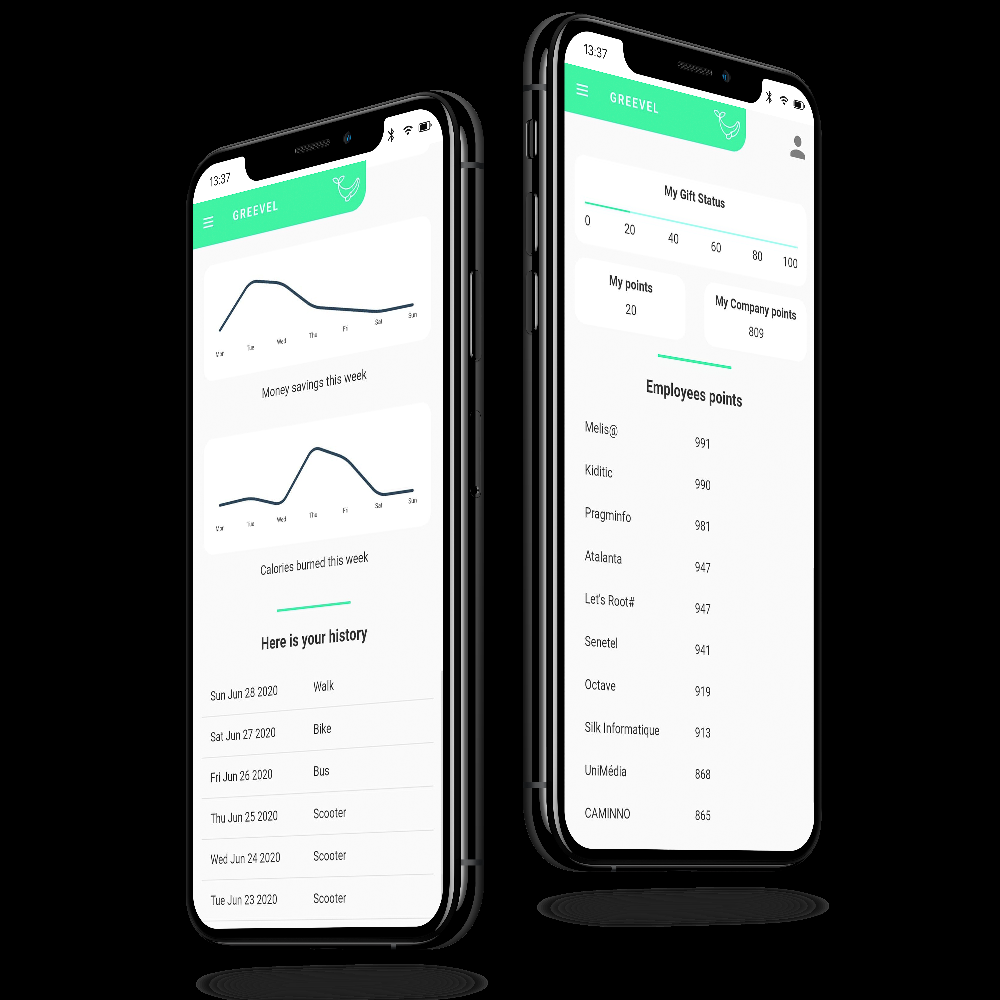 13:37
GREEVEL
Mon Tue Wed Thu Fri Sat Sun
Money savings this week
Mon Tue Wed Thu Fri Sat Sun
Calories burned this week
Here is your history
Sun Jun 28 2020 Walk
Sat Jun 27 2020 Bike
Fri Jun 26 2020 Bus
Thu Jun 25 2020 Scooter
Wed Jun 24 2020 Scooter
Tue Jun 23 2020 Scooter
13:37
GREEVEL
My Gift Status
0 20 40 60 80 100
My points
20
My Company points
809
Employees points
Melis@ 991
Kiditic 990
Pragminfo 981
Atalanta 947
Let's Root# 947
Senetel 941
Octave 919
Silk Informatique 913
UniMédia 868
CAMINNO 865